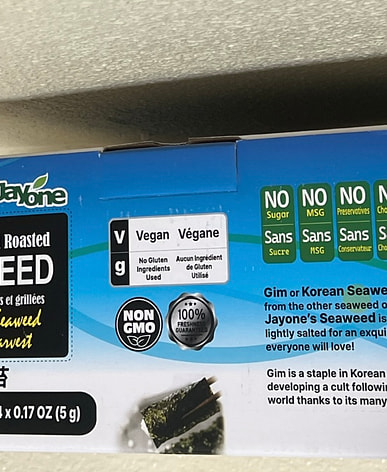 Jayone
Roasted
EED
s et grillées
Seaweed
arvest
苔
4 x 0.17 OZ (5 g)
V Vegan Végane
g No Gluten Ingredients Used
Aucun Ingrédient de Gluten Utilisé
NON GMO
100%
FRESHNESS
GUARANTEED
NO Sugar
Sans Sucre
NO MSG
Sans MSG
NO Preservatives
Sans Conservateur
NO
Sans
Gim or Korean Seawe
from the other seaweed o
Jayone's Seaweed is
lightly salted for an exqui
everyone will love!
Gim is a staple in Korean
developing a cult followin
world thanks to its many